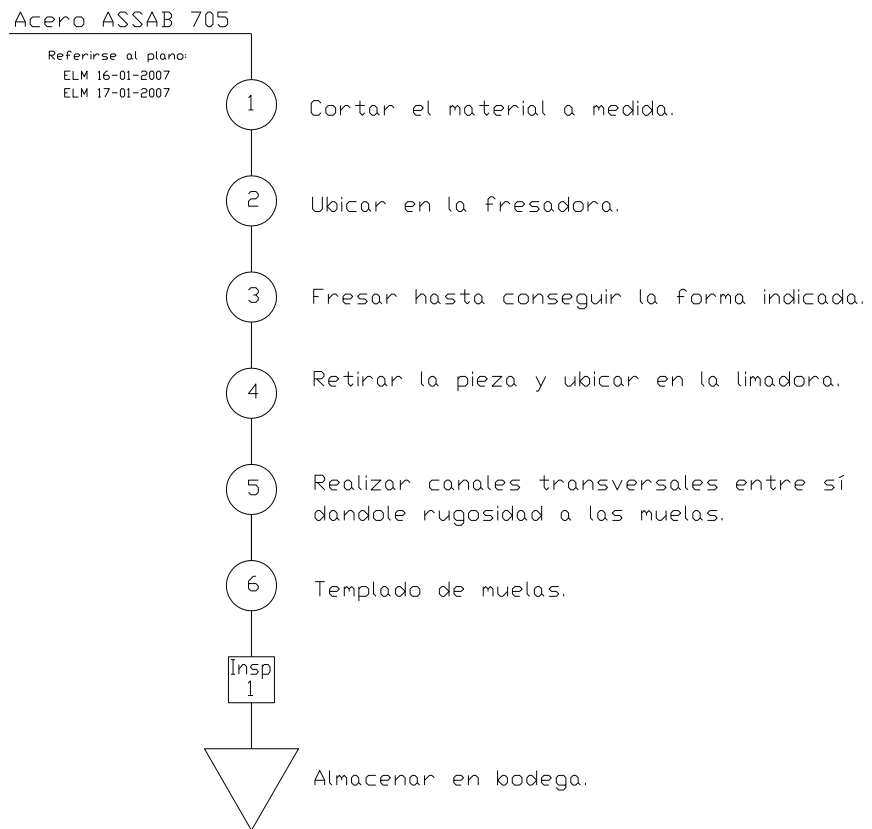 Acero ASSAB 705
Referirse al plano:
ELM 16-01-2007
ELM 17-01-2007
1 Cortar el material a medida.
2 Ubicar en la fresadora.
3 Fresar hasta conseguir la forma indicada.
4 Retirar la pieza y ubicar en la limadora.
5 Realizar canales transversales entre sí
dandole rugosidad a las muelas.
6 Templado de muelas.
Insp
1
Almacenar en bodega.